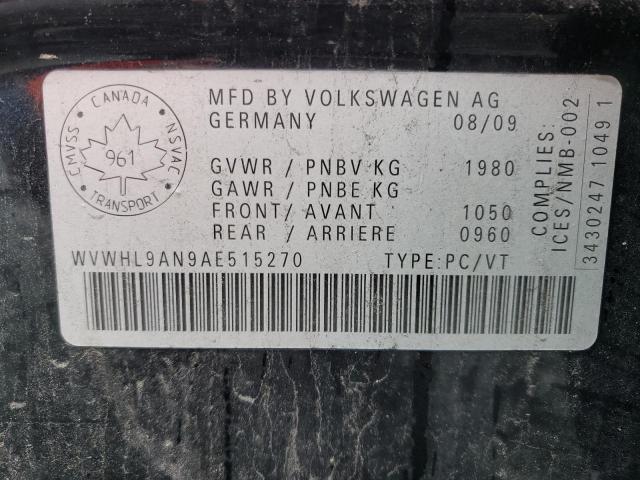 CANADA
CMVSS
NSVAC
961
TRANSPORT
MFD BY VOLKSWAGEN AG
GERMANY 08/09
GVWR / PNBV KG 1980
GAWR / PNBE KG
FRONT/ AVANT 1050
REAR / ARRIERE 0960
WVWHL9AN9AE515270 TYPE:PC/VT
COMPLIES:
ICES/NMB-002
3430247 1049 1